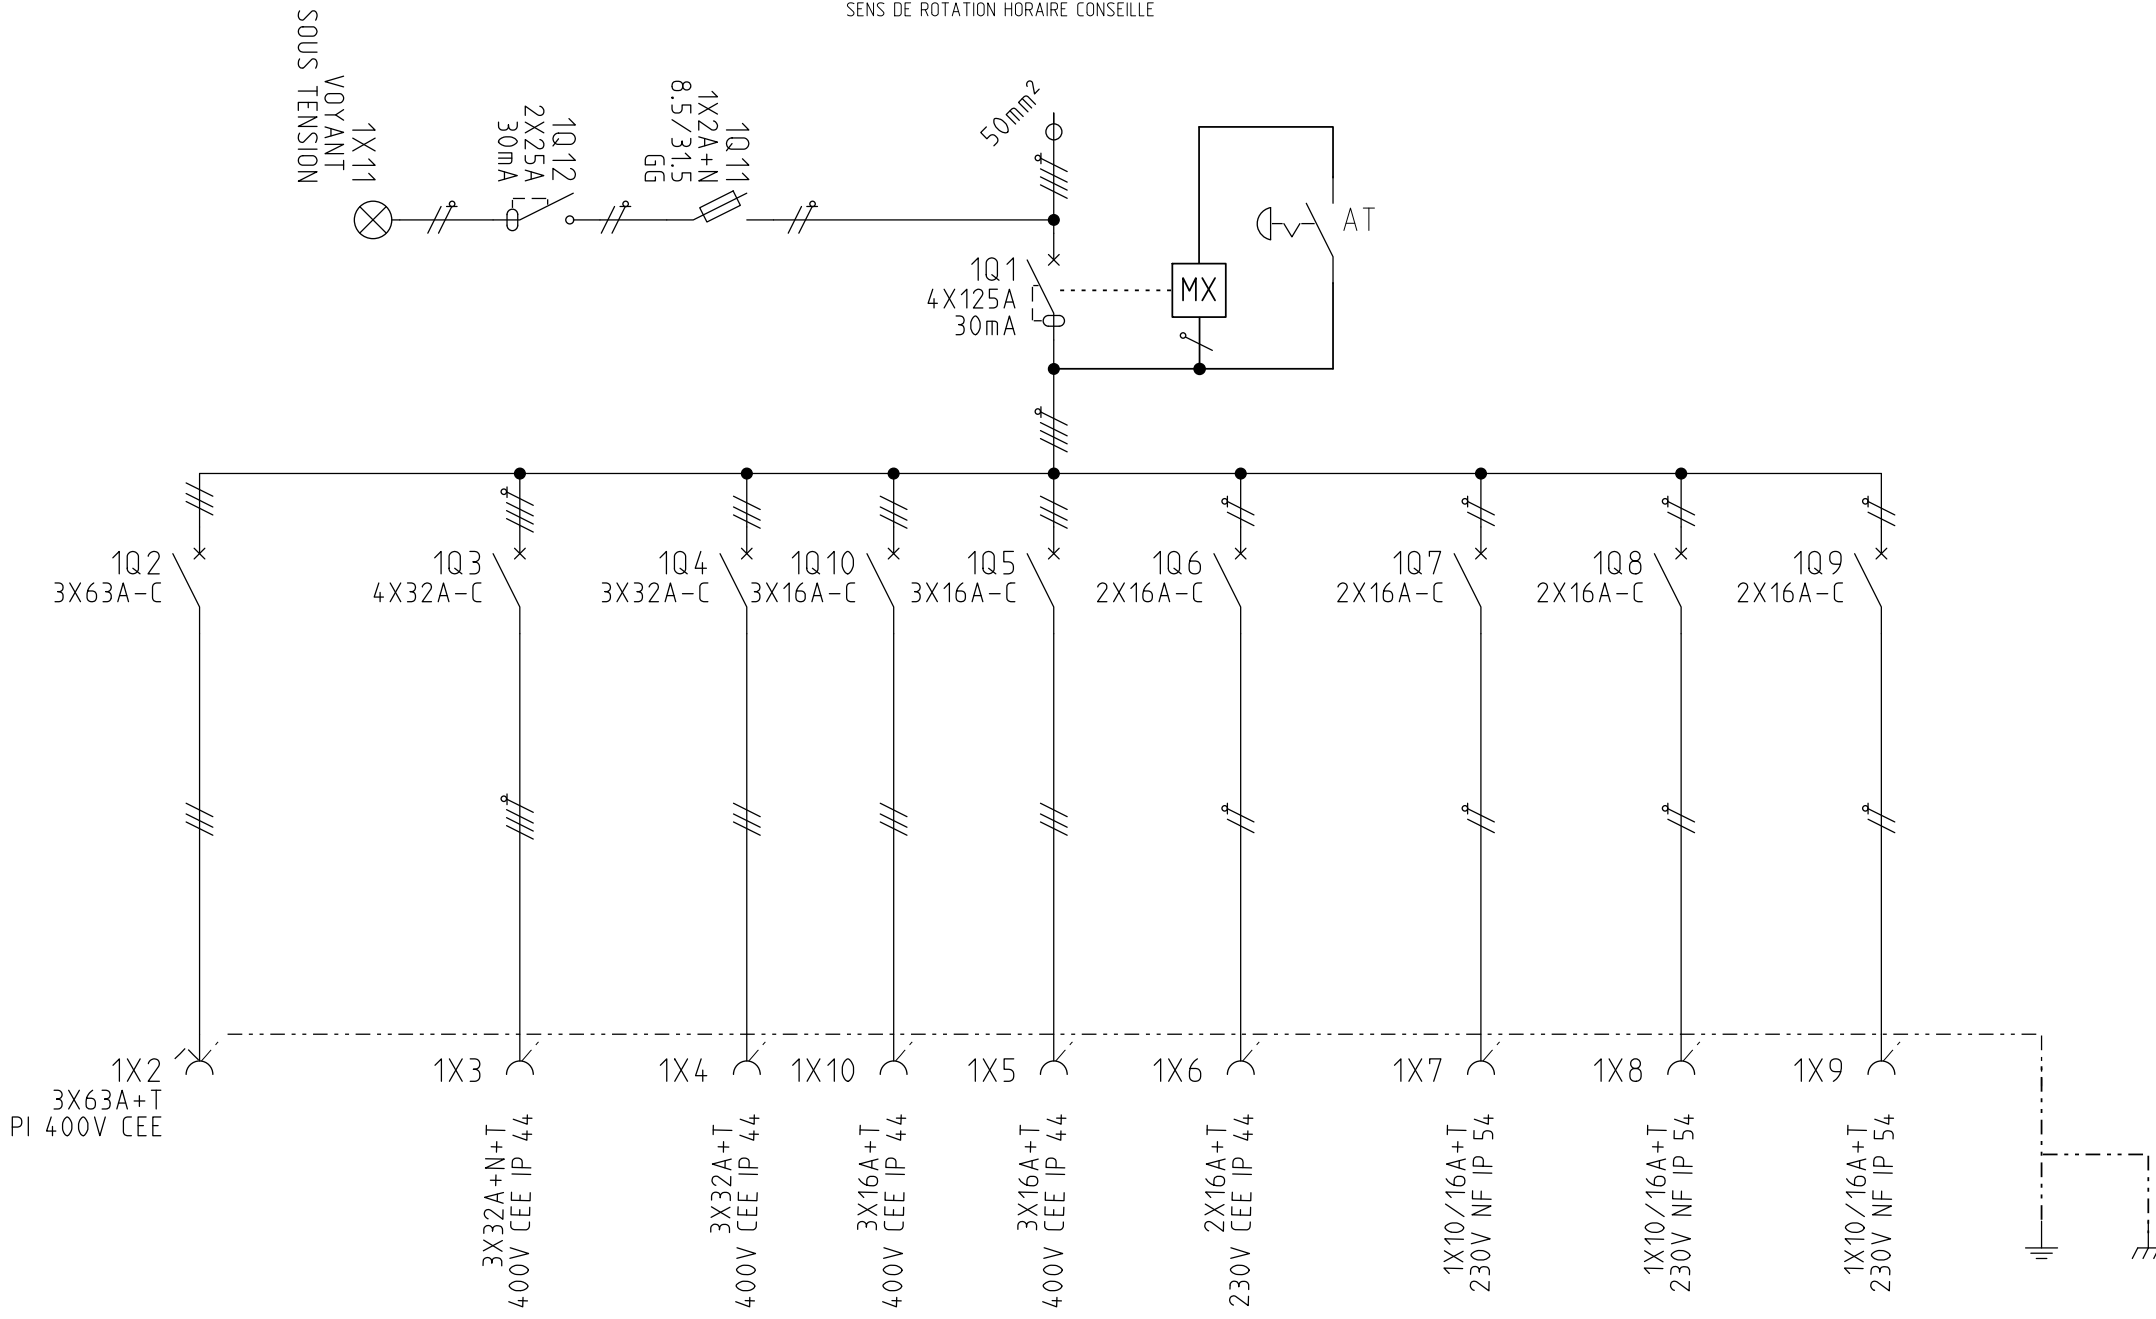 SENS DE ROTATION HORAIRE CONSEILLE
1X11
VOYANT
SOUS TENSION
1Q12
2X25A
30mA
1Q11
1X2A+N
8.5/31.5
GG
50mm²
AT
MX
1Q1
4X125A
30mA
1Q2
3X63A-C
1Q3
4X32A-C
1Q4
3X32A-C
1Q10
3X16A-C
1Q5
3X16A-C
1Q6
2X16A-C
1Q7
2X16A-C
1Q8
2X16A-C
1Q9
2X16A-C
1X2
3X63A+T
PI 400V CEE
1X3
3X32A+N+T
400V CEE IP 44
1X4
3X32A+T
400V CEE IP 44
1X10
3X16A+T
400V CEE IP 44
1X5
3X16A+T
400V CEE IP 44
1X6
2X16A+T
230V CEE IP 44
1X7
1X10/16A+T
230V NF IP 54
1X8
1X10/16A+T
230V NF IP 54
1X9
1X10/16A+T
230V NF IP 54